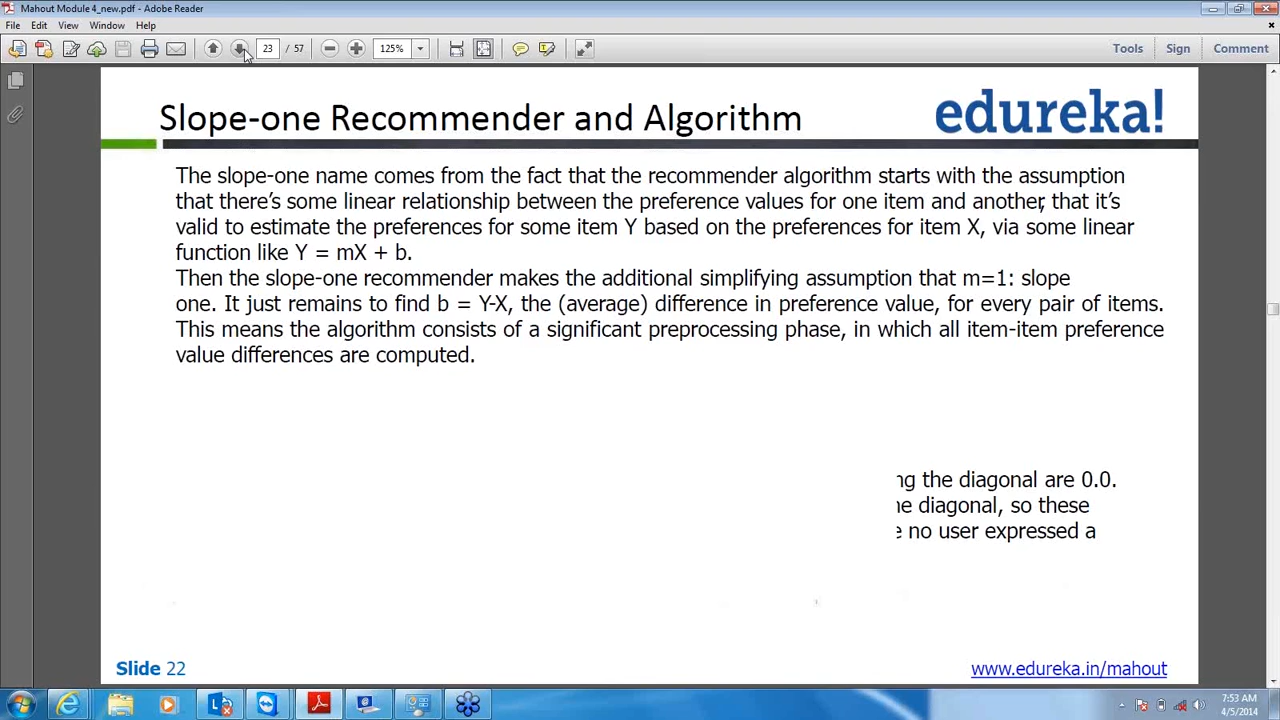 Mahout Module 4_new.pdf - Adobe Reader
File Edit View Window Help
23 / 57 125% Tools Sign Comment
Slope-one Recommender and Algorithm
edureka!
The slope-one name comes from the fact that the recommender algorithm starts with the assumption
that there's some linear relationship between the preference values for one item and another, that it's
valid to estimate the preferences for some item Y based on the preferences for item X, via some linear
function like Y = mX + b.
Then the slope-one recommender makes the additional simplifying assumption that m=1: slope
one. It just remains to find b = Y-X, the (average) difference in preference value, for every pair of items.
This means the algorithm consists of a significant preprocessing phase, in which all item-item preference
value differences are computed.
ng the diagonal are 0.0.
he diagonal, so these
e no user expressed a
Slide 22
www.edureka.in/mahout
7:53 AM
4/5/2014